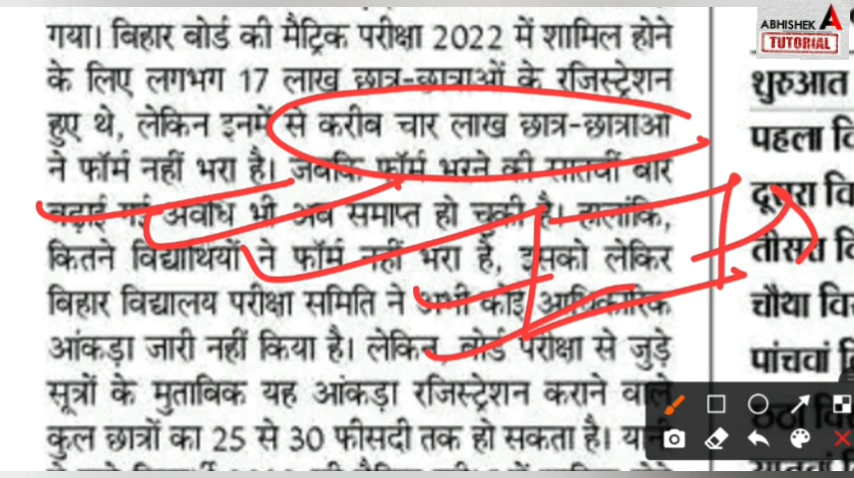 गया। बिहार बोर्ड की मैट्रिक परीक्षा 2022 में शामिल होने
के लिए लगभग 17 लाख छात्र-छात्राओं के रजिस्ट्रेशन
हुए थे, लेकिन इनमें से करीब चार लाख छात्र-छात्राओं
ने फॉर्म नहीं भरा है। जबकि फॉर्म भरने की सातवीं बार
बढ़ाई गई अवधि भी अब समाप्त हो चुकी है। हालांकि,
कितने विद्यार्थियों ने फॉर्म नहीं भरा है, इसको लेकिर
बिहार विद्यालय परीक्षा समिति ने अभी कोई आधिकारिक
आंकड़ा जारी नहीं किया है। लेकिन, बोर्ड परीक्षा से जुड़े
सूत्रों के मुताबिक यह आंकड़ा रजिस्ट्रेशन कराने वाले
कुल छात्रों का 25 से 30 फीसदी तक हो सकता है। यानी
ABHISHEK A
TUTORIAL
शुरुआत
पहला
दूसरा
तीसरा
चौथा
पांचवां